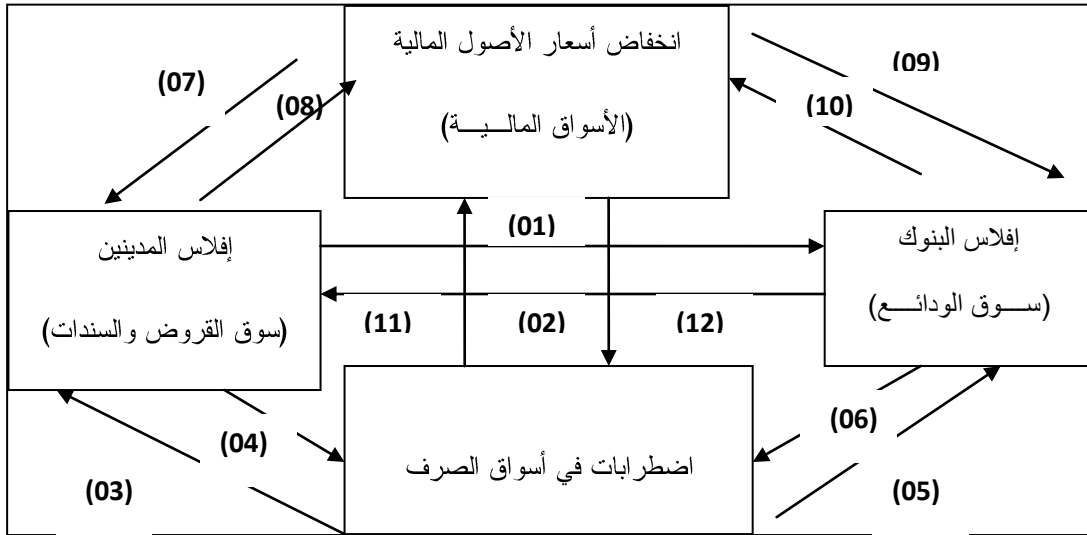 انخفاض أسعار الأصول المالية
(07)
(09)
(08)
(10)
(الأسواق المالــيـــة)
(01)
إفلاس البنوك
إفلاس المدينين
(ســـوق الودائـــع)
(سوق القروض والسندات)
(12)
(02)
(11)
(06)
(04)
اضطرابات في أسواق الصرف
(05)
(03)